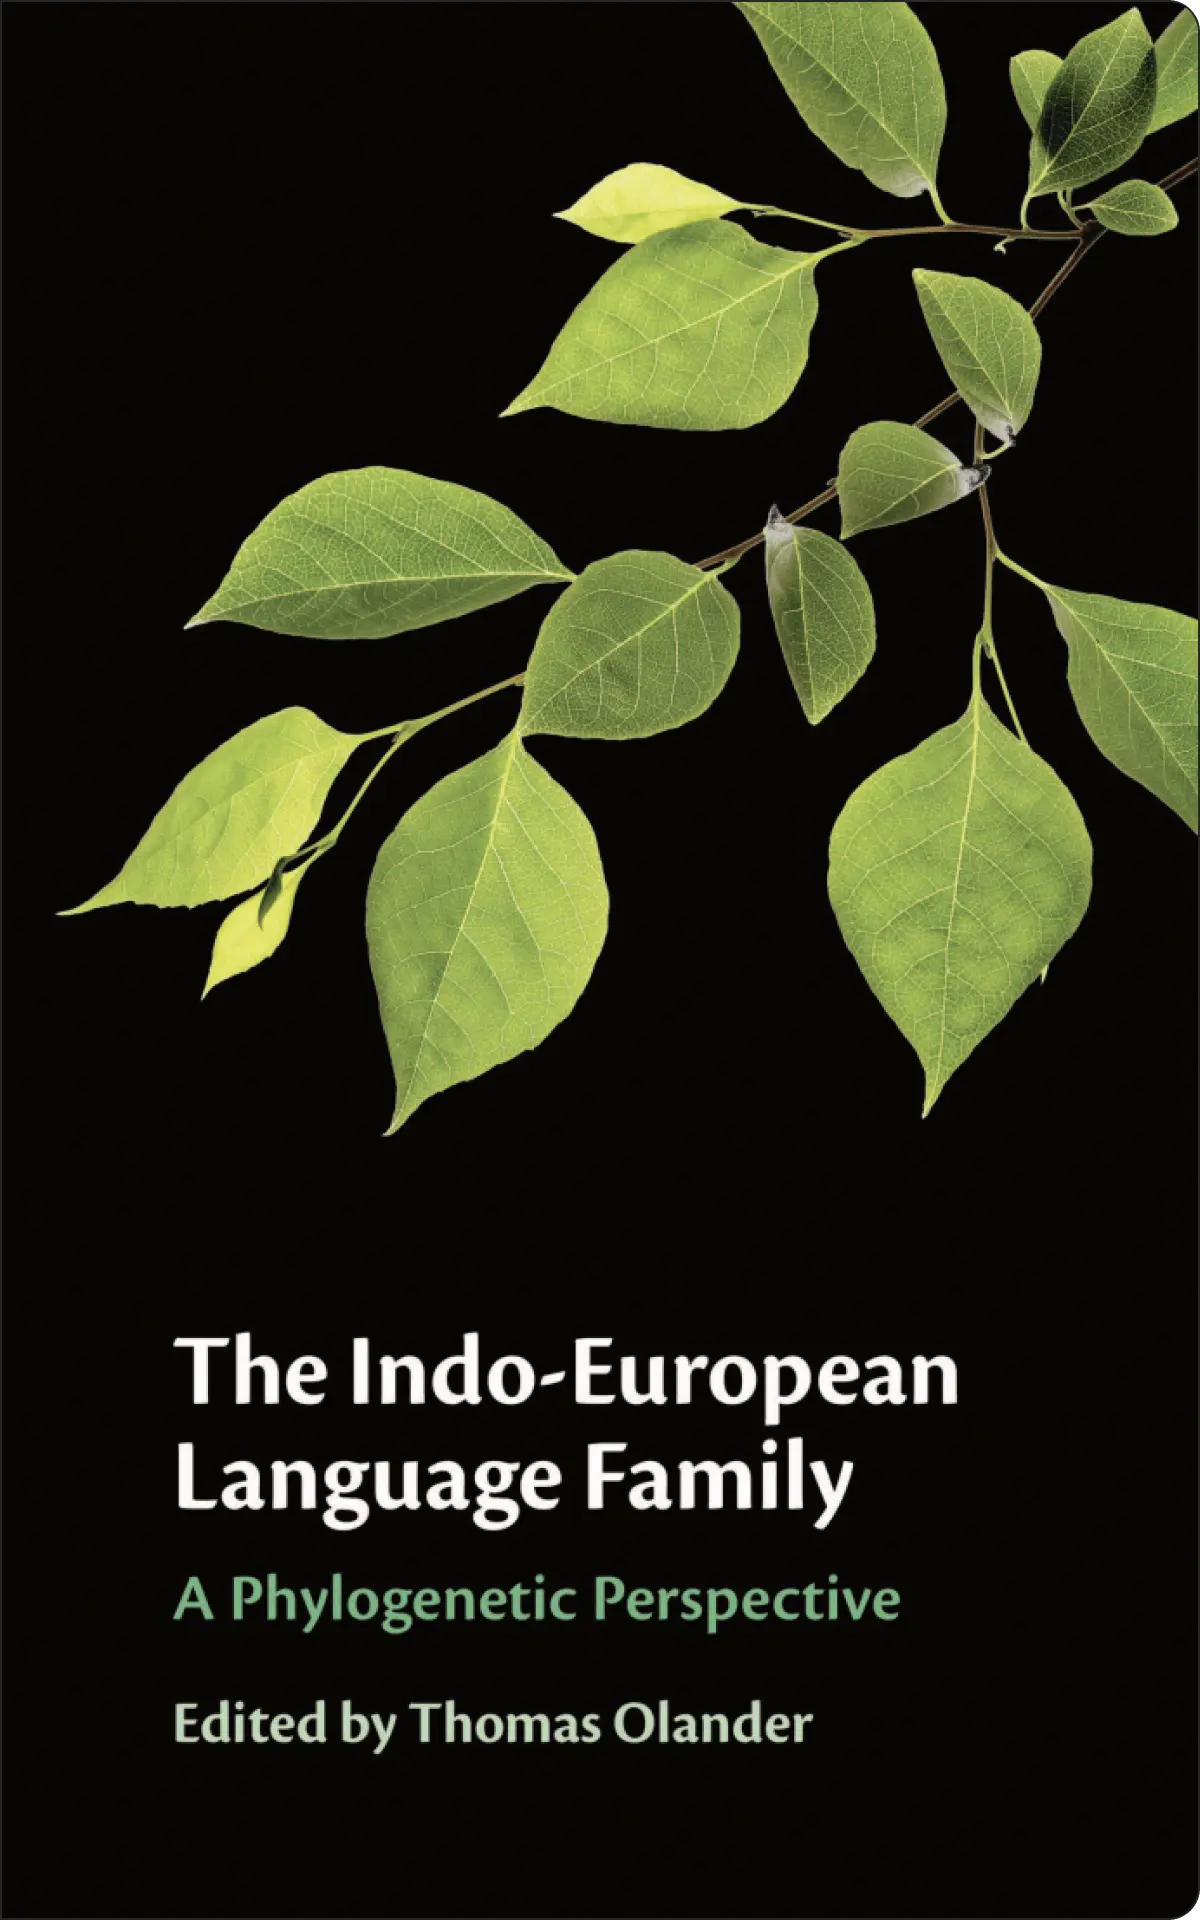 The Indo-European
Language Family
A Phylogenetic Perspective
Edited by Thomas Olander